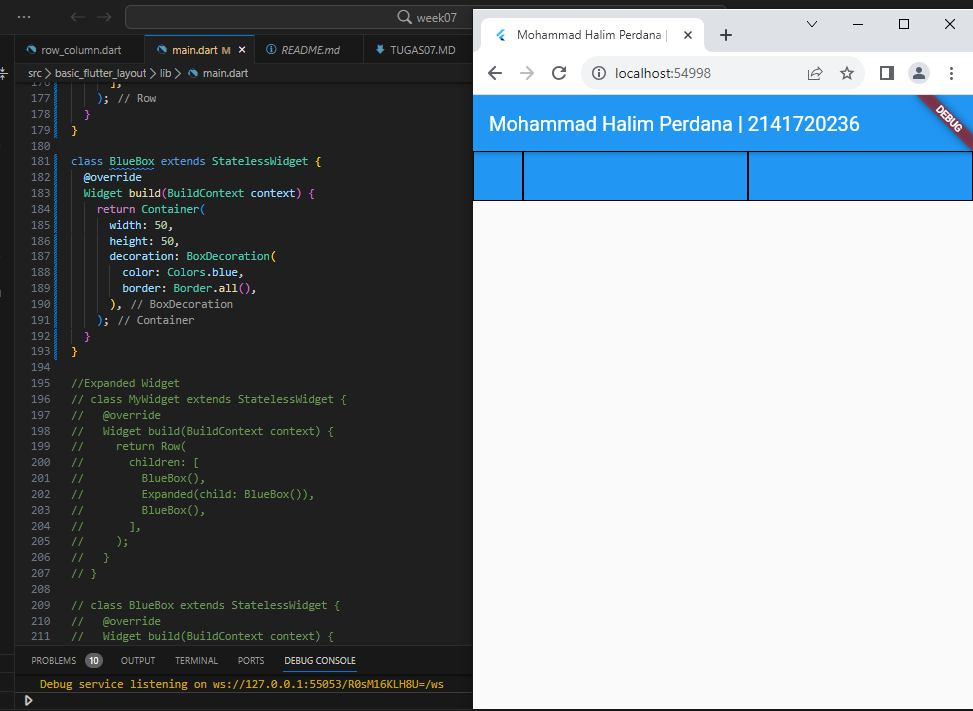 week07
row_column.dart
main.dart M
README.md
TUGAS07.MD
src > basic_flutter_layout > lib > main.dart
176 ],
177 ); // Row
178 }
179 }
180
181 class BlueBox extends StatelessWidget {
182 @override
183 Widget build(BuildContext context) {
184 return Container(
185 width: 50,
186 height: 50,
187 decoration: BoxDecoration(
188 color: Colors.blue,
189 border: Border.all(),
190 ), // BoxDecoration
191 ); // Container
192 }
193 }
194
195 //Expanded Widget
196 // class MyWidget extends StatelessWidget {
197 // @override
198 // Widget build(BuildContext context) {
199 // return Row(
200 // children: [
201 // BlueBox(),
202 // Expanded(child: BlueBox()),
203 // BlueBox(),
204 // ],
205 // );
206 // }
207 // }
208
209 // class BlueBox extends StatelessWidget {
210 // @override
211 // Widget build(BuildContext context) {
PROBLEMS 10 OUTPUT TERMINAL PORTS DEBUG CONSOLE
Debug service listening on ws://127.0.0.1:55053/R0sM16KLH8U=/ws
Mohammad Halim Perdana |
localhost:54998
Mohammad Halim Perdana | 2141720236
DEBUG